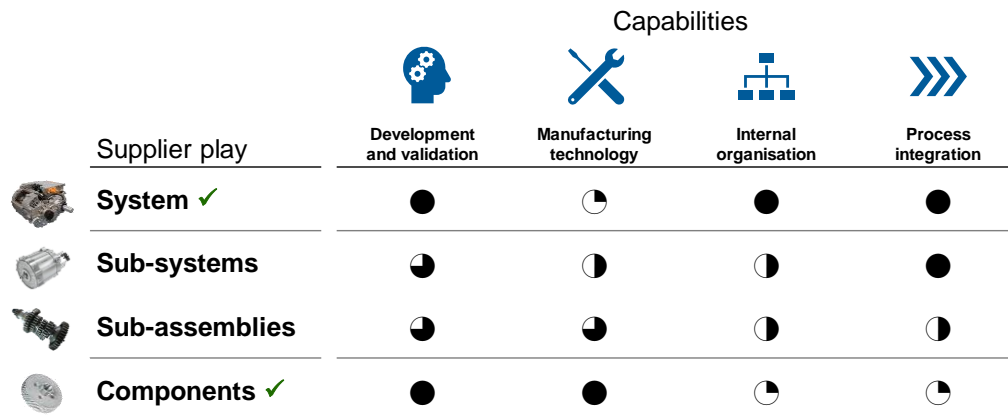 Capabilities
Supplier play
Development
and validation
Manufacturing
technology
Internal
organisation
Process
integration
System ✓
Sub-systems
Sub-assemblies
Components ✓